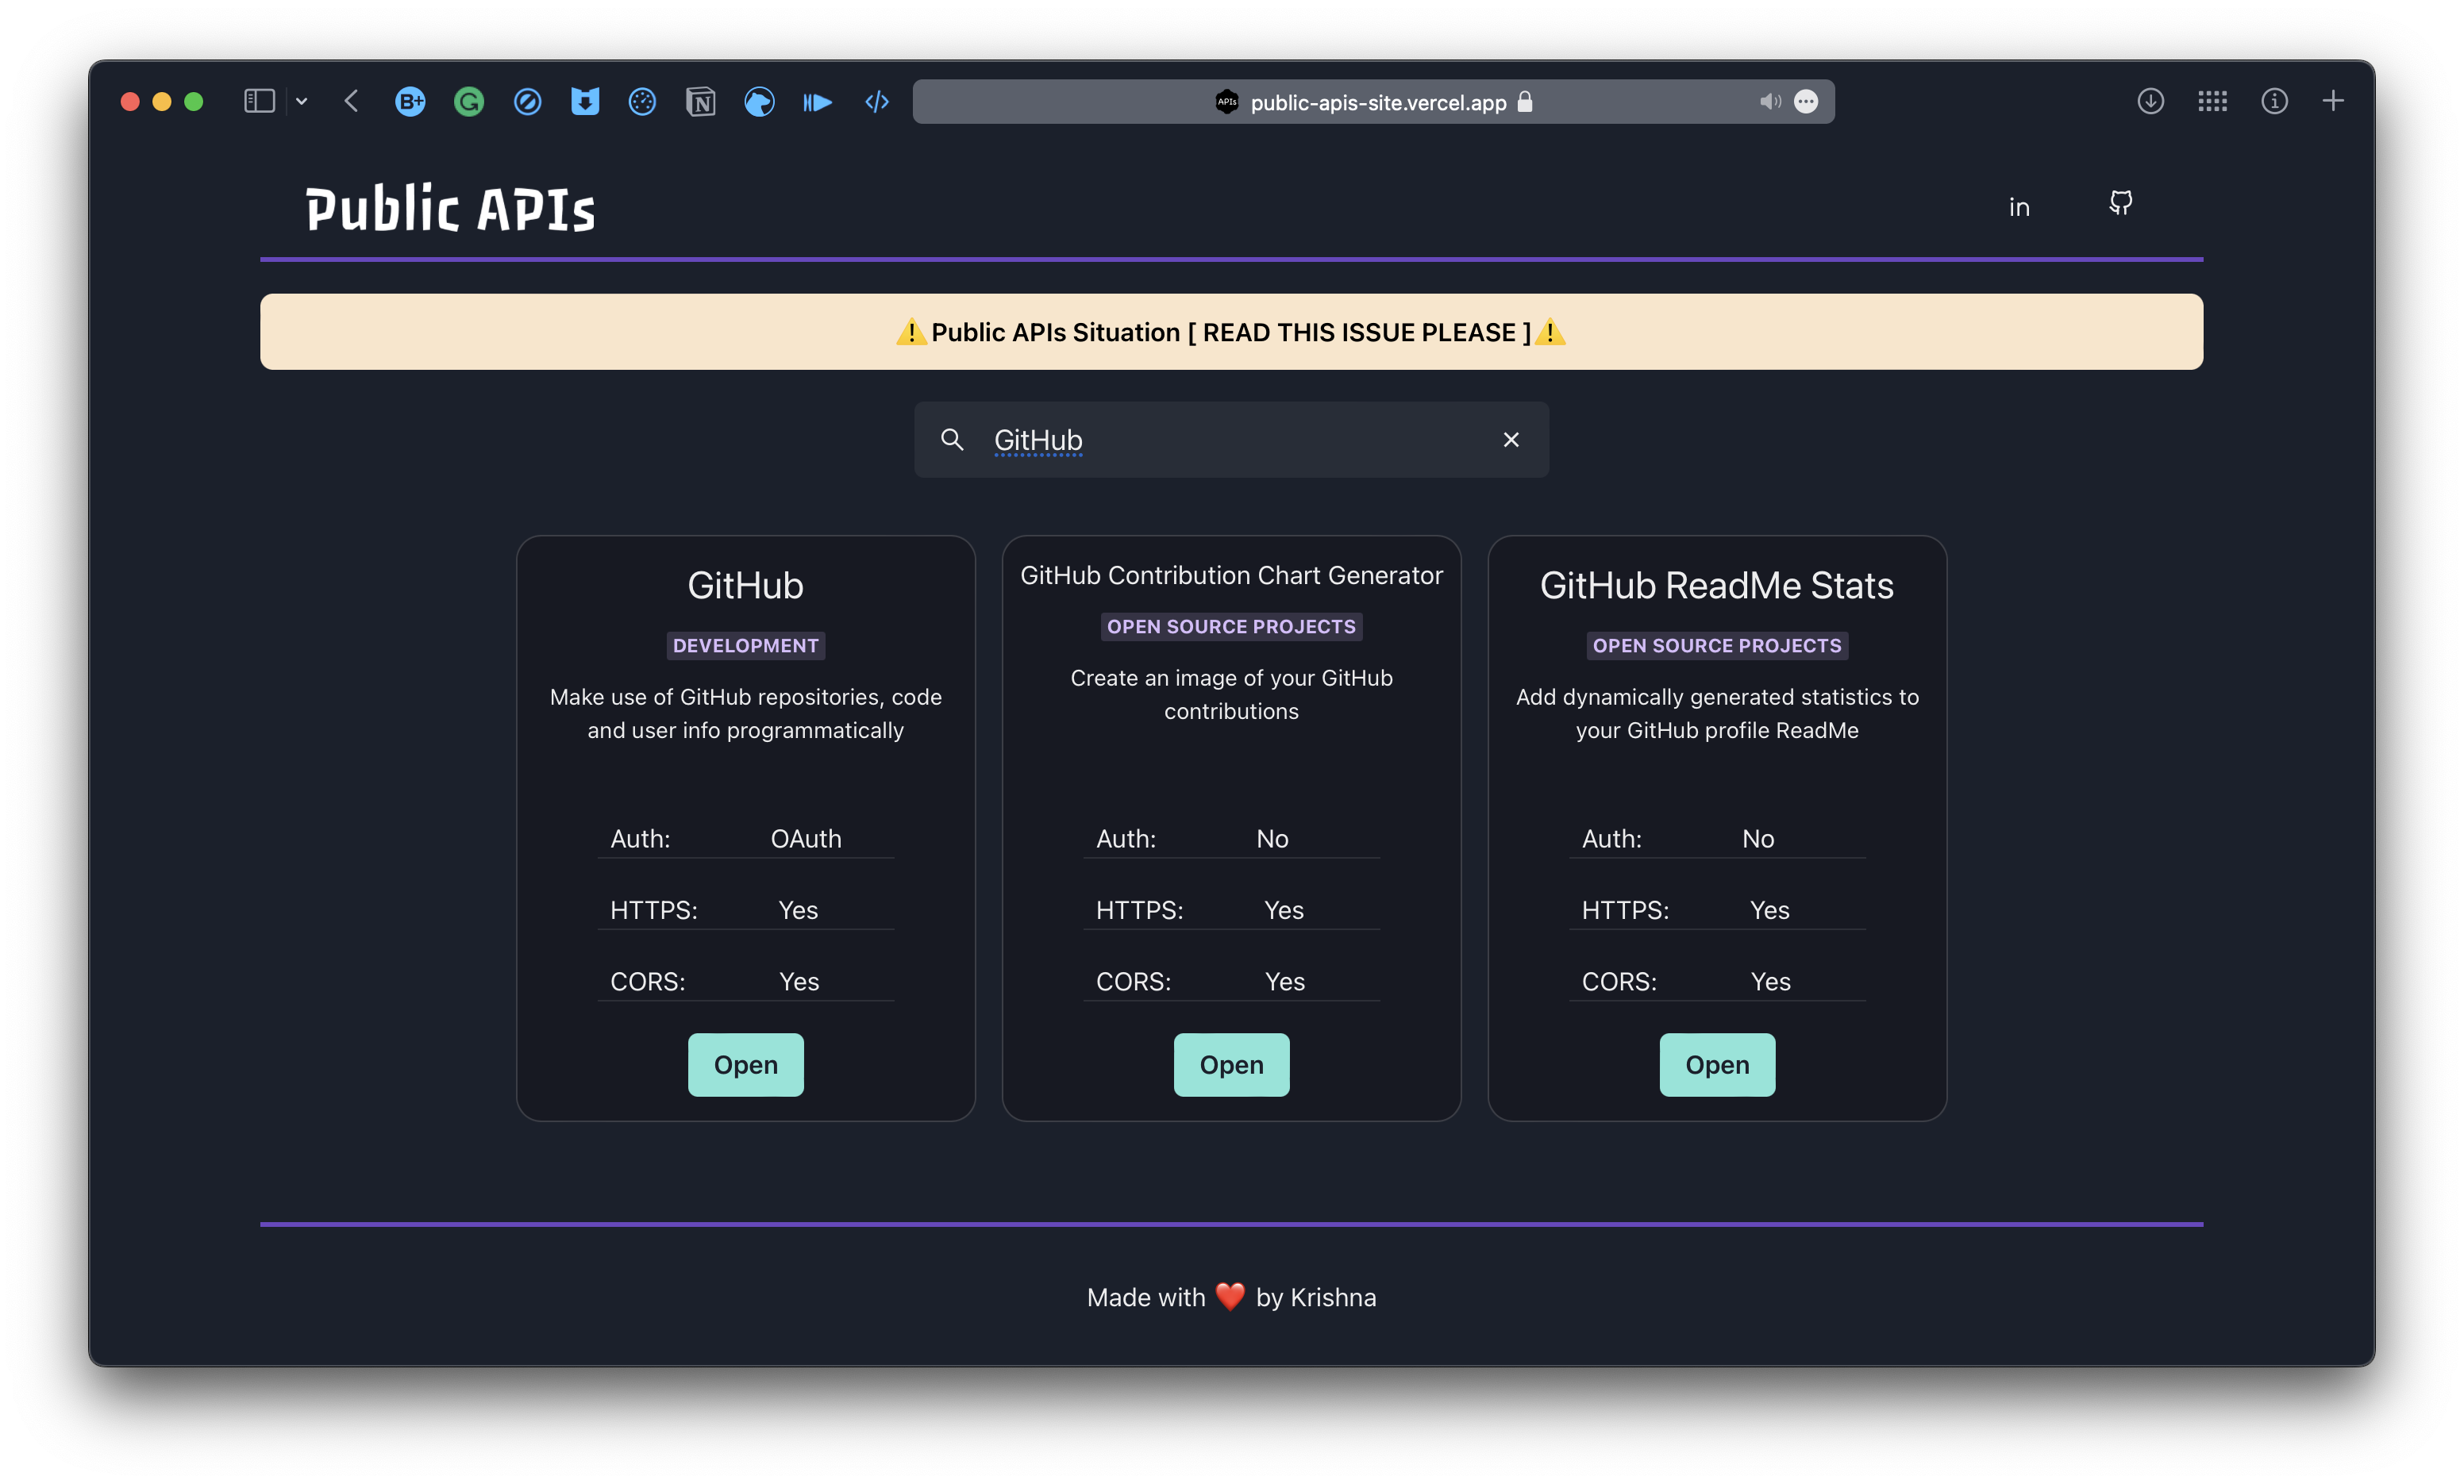 B+
G
N
</>
APIs public-apis-site.vercel.app
Public APIs
in
⚠️ Public APIs Situation [ READ THIS ISSUE PLEASE ] ⚠️
GitHub
GitHub
DEVELOPMENT
Make use of GitHub repositories, code
and user info programmatically
Auth: OAuth
HTTPS: Yes
CORS: Yes
Open
GitHub Contribution Chart Generator
OPEN SOURCE PROJECTS
Create an image of your GitHub
contributions
Auth: No
HTTPS: Yes
CORS: Yes
Open
GitHub ReadMe Stats
OPEN SOURCE PROJECTS
Add dynamically generated statistics to
your GitHub profile ReadMe
Auth: No
HTTPS: Yes
CORS: Yes
Open
Made with ❤️ by Krishna